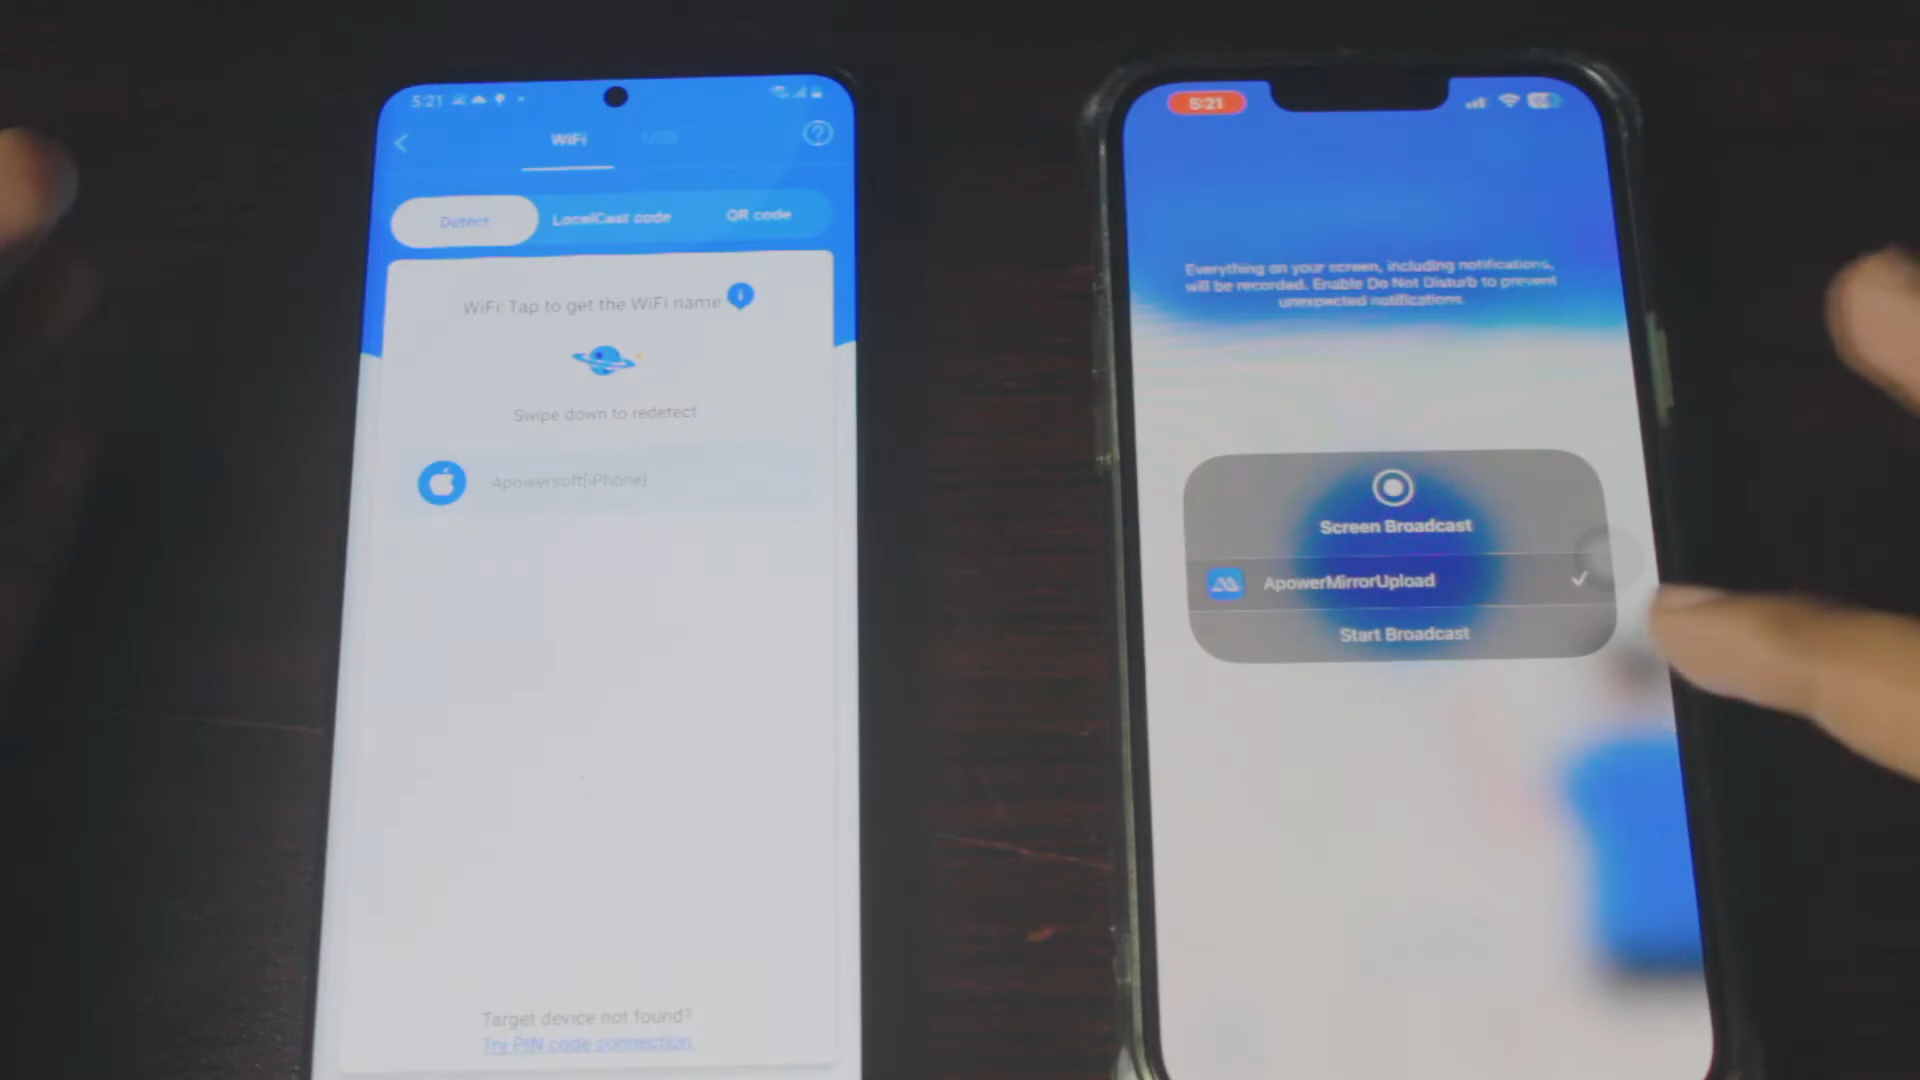 5:21
WiFi
USB
Detect
LocalCast code
QR code
WiFi: Tap to get the WiFi name
Swipe down to redetect
Apowersoft[iPhone]
Target device not found?
Try PIN code connection.
5:21
Everything on your screen, including notifications,
will be recorded. Enable Do Not Disturb to prevent
unexpected notifications.
Screen Broadcast
ApowerMirrorUpload
Start Broadcast